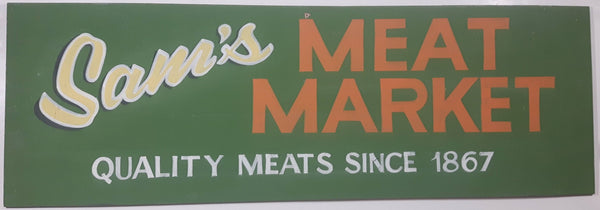 Sam's MEAT
MARKET
QUALITY MEATS SINCE 1867